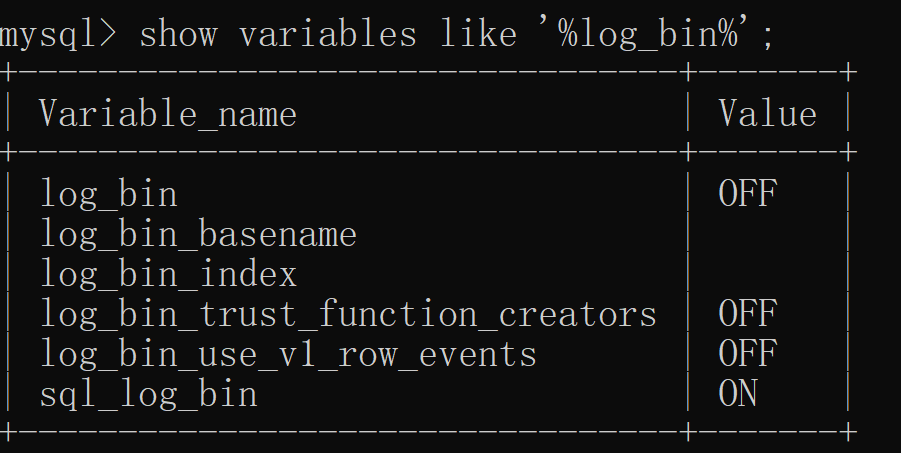 mysql> show variables like '%log_bin%';
+---------------------------------+-------+
| Variable_name                   | Value |
+---------------------------------+-------+
| log_bin                         | OFF   |
| log_bin_basename                |       |
| log_bin_index                   |       |
| log_bin_trust_function_creators | OFF   |
| log_bin_use_v1_row_events       | OFF   |
| sql_log_bin                     | ON    |
+---------------------------------+-------+